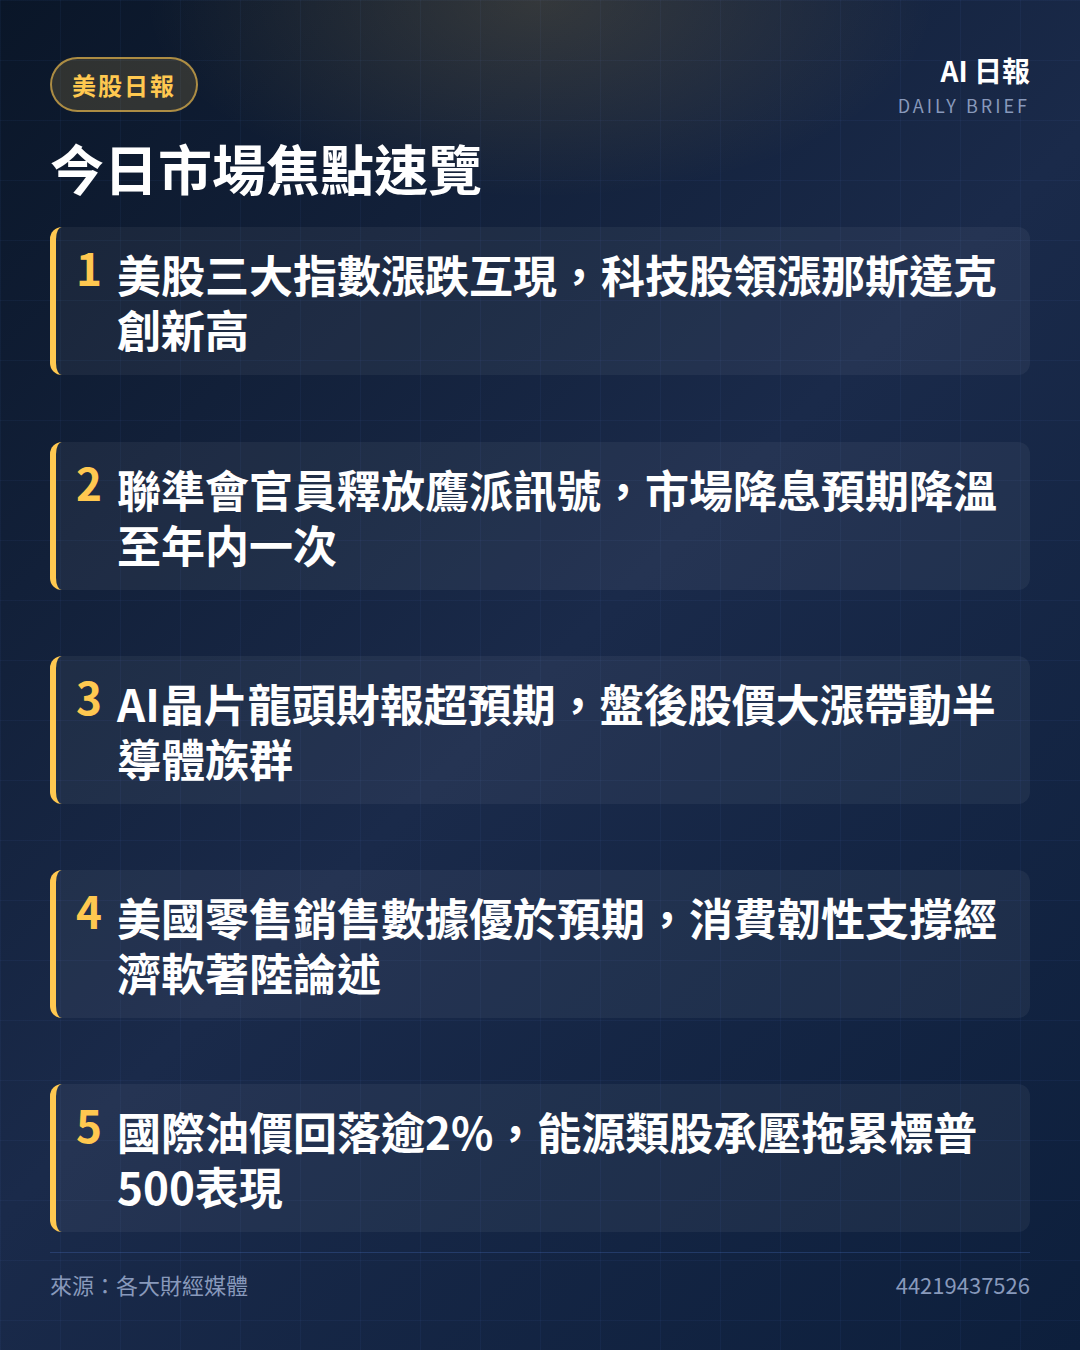 美股日報
AI 日報
DAILY BRIEF
今日市場焦點速覽
1 美股三大指數漲跌互現，科技股領漲那斯達克
創新高
2 聯準會官員釋放鷹派訊號，市場降息預期降溫
至年内一次
3 AI晶片龍頭財報超預期，盤後股價大漲帶動半
導體族群
4 美國零售銷售數據優於預期，消費韌性支撐經
濟軟著陸論述
5 國際油價回落逾2%，能源類股承壓拖累標普
500表現
來源：各大財經媒體
44219437526